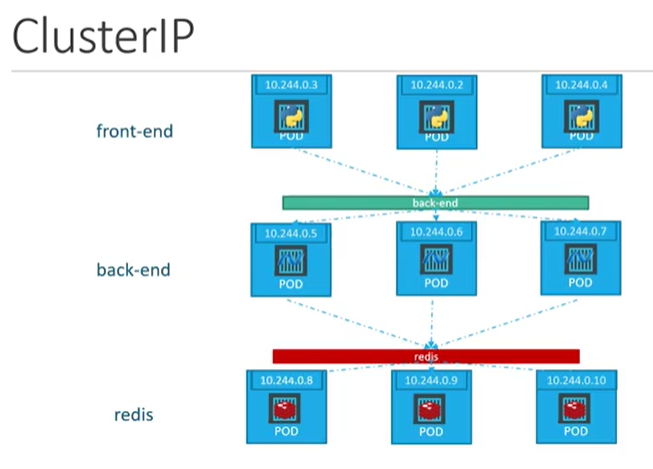 ClusterIP
front-end
10.244.0.3
POD
10.244.0.2
POD
10.244.0.4
POD
back-end
back-end
10.244.0.5
POD
10.244.0.6
POD
10.244.0.7
POD
redis
redis
10.244.0.8
POD
10.244.0.9
POD
10.244.0.10
POD